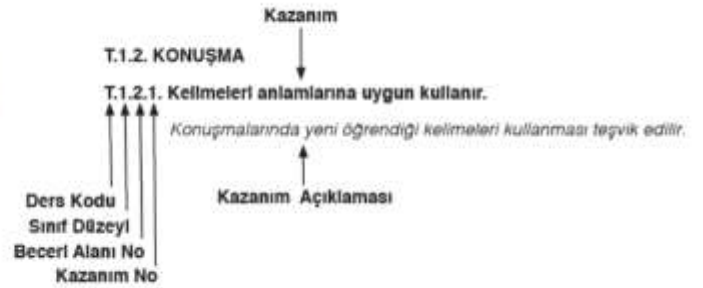 Kazanım
T.1.2. KONUŞMA
T.1.2.1. Kelimeleri anlamlarına uygun kullanır.
Konuşmalarında yeni öğrendiği kelimeleri kullanması teşvik edilir.
Ders Kodu
Kazanım Açıklaması
Sınıf Düzeyi
Beceri Alanı No
Kazanım No